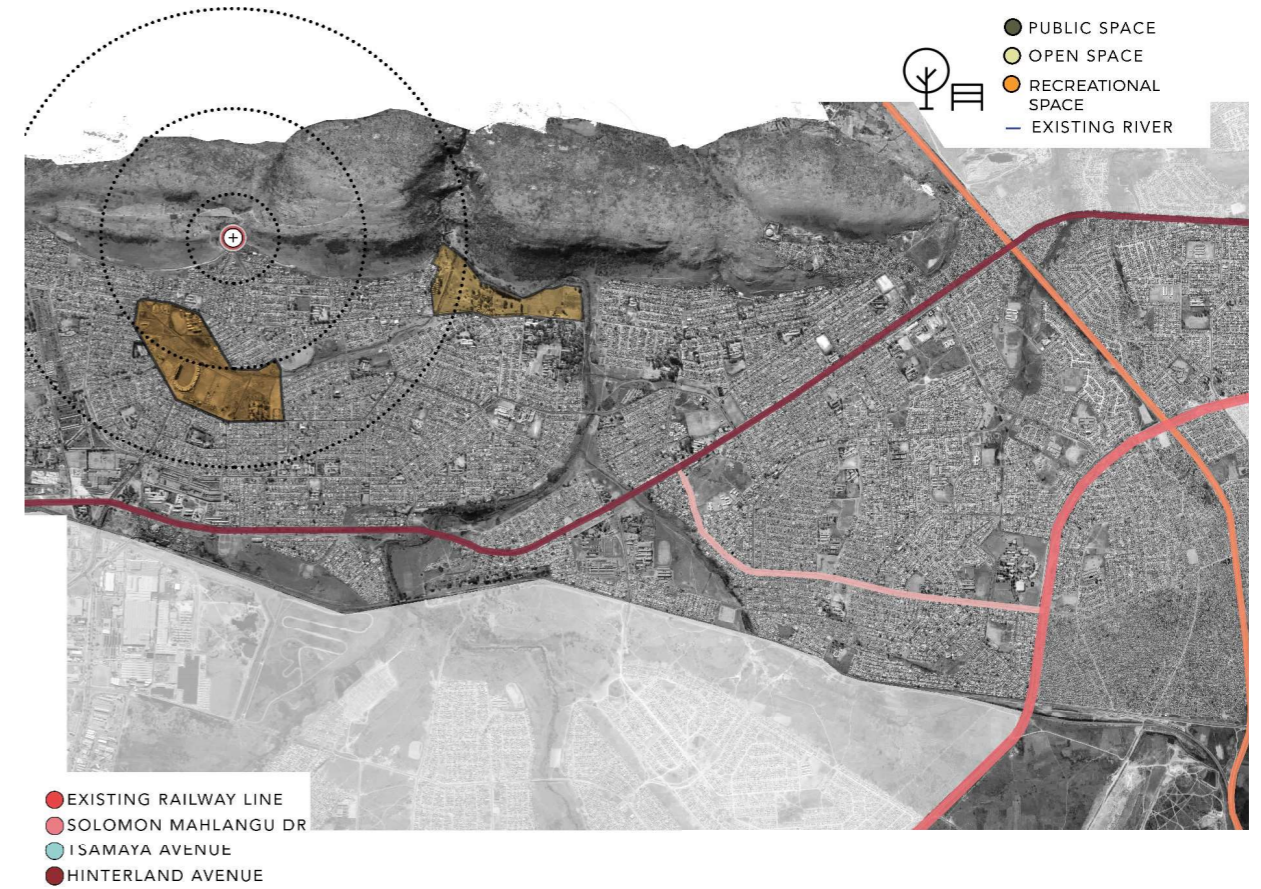 PUBLIC SPACE
OPEN SPACE
RECREATIONAL
SPACE
EXISTING RIVER
EXISTING RAILWAY LINE
SOLOMON MAHLANGU DR
TSAMAYA AVENUE
HINTERLAND AVENUE